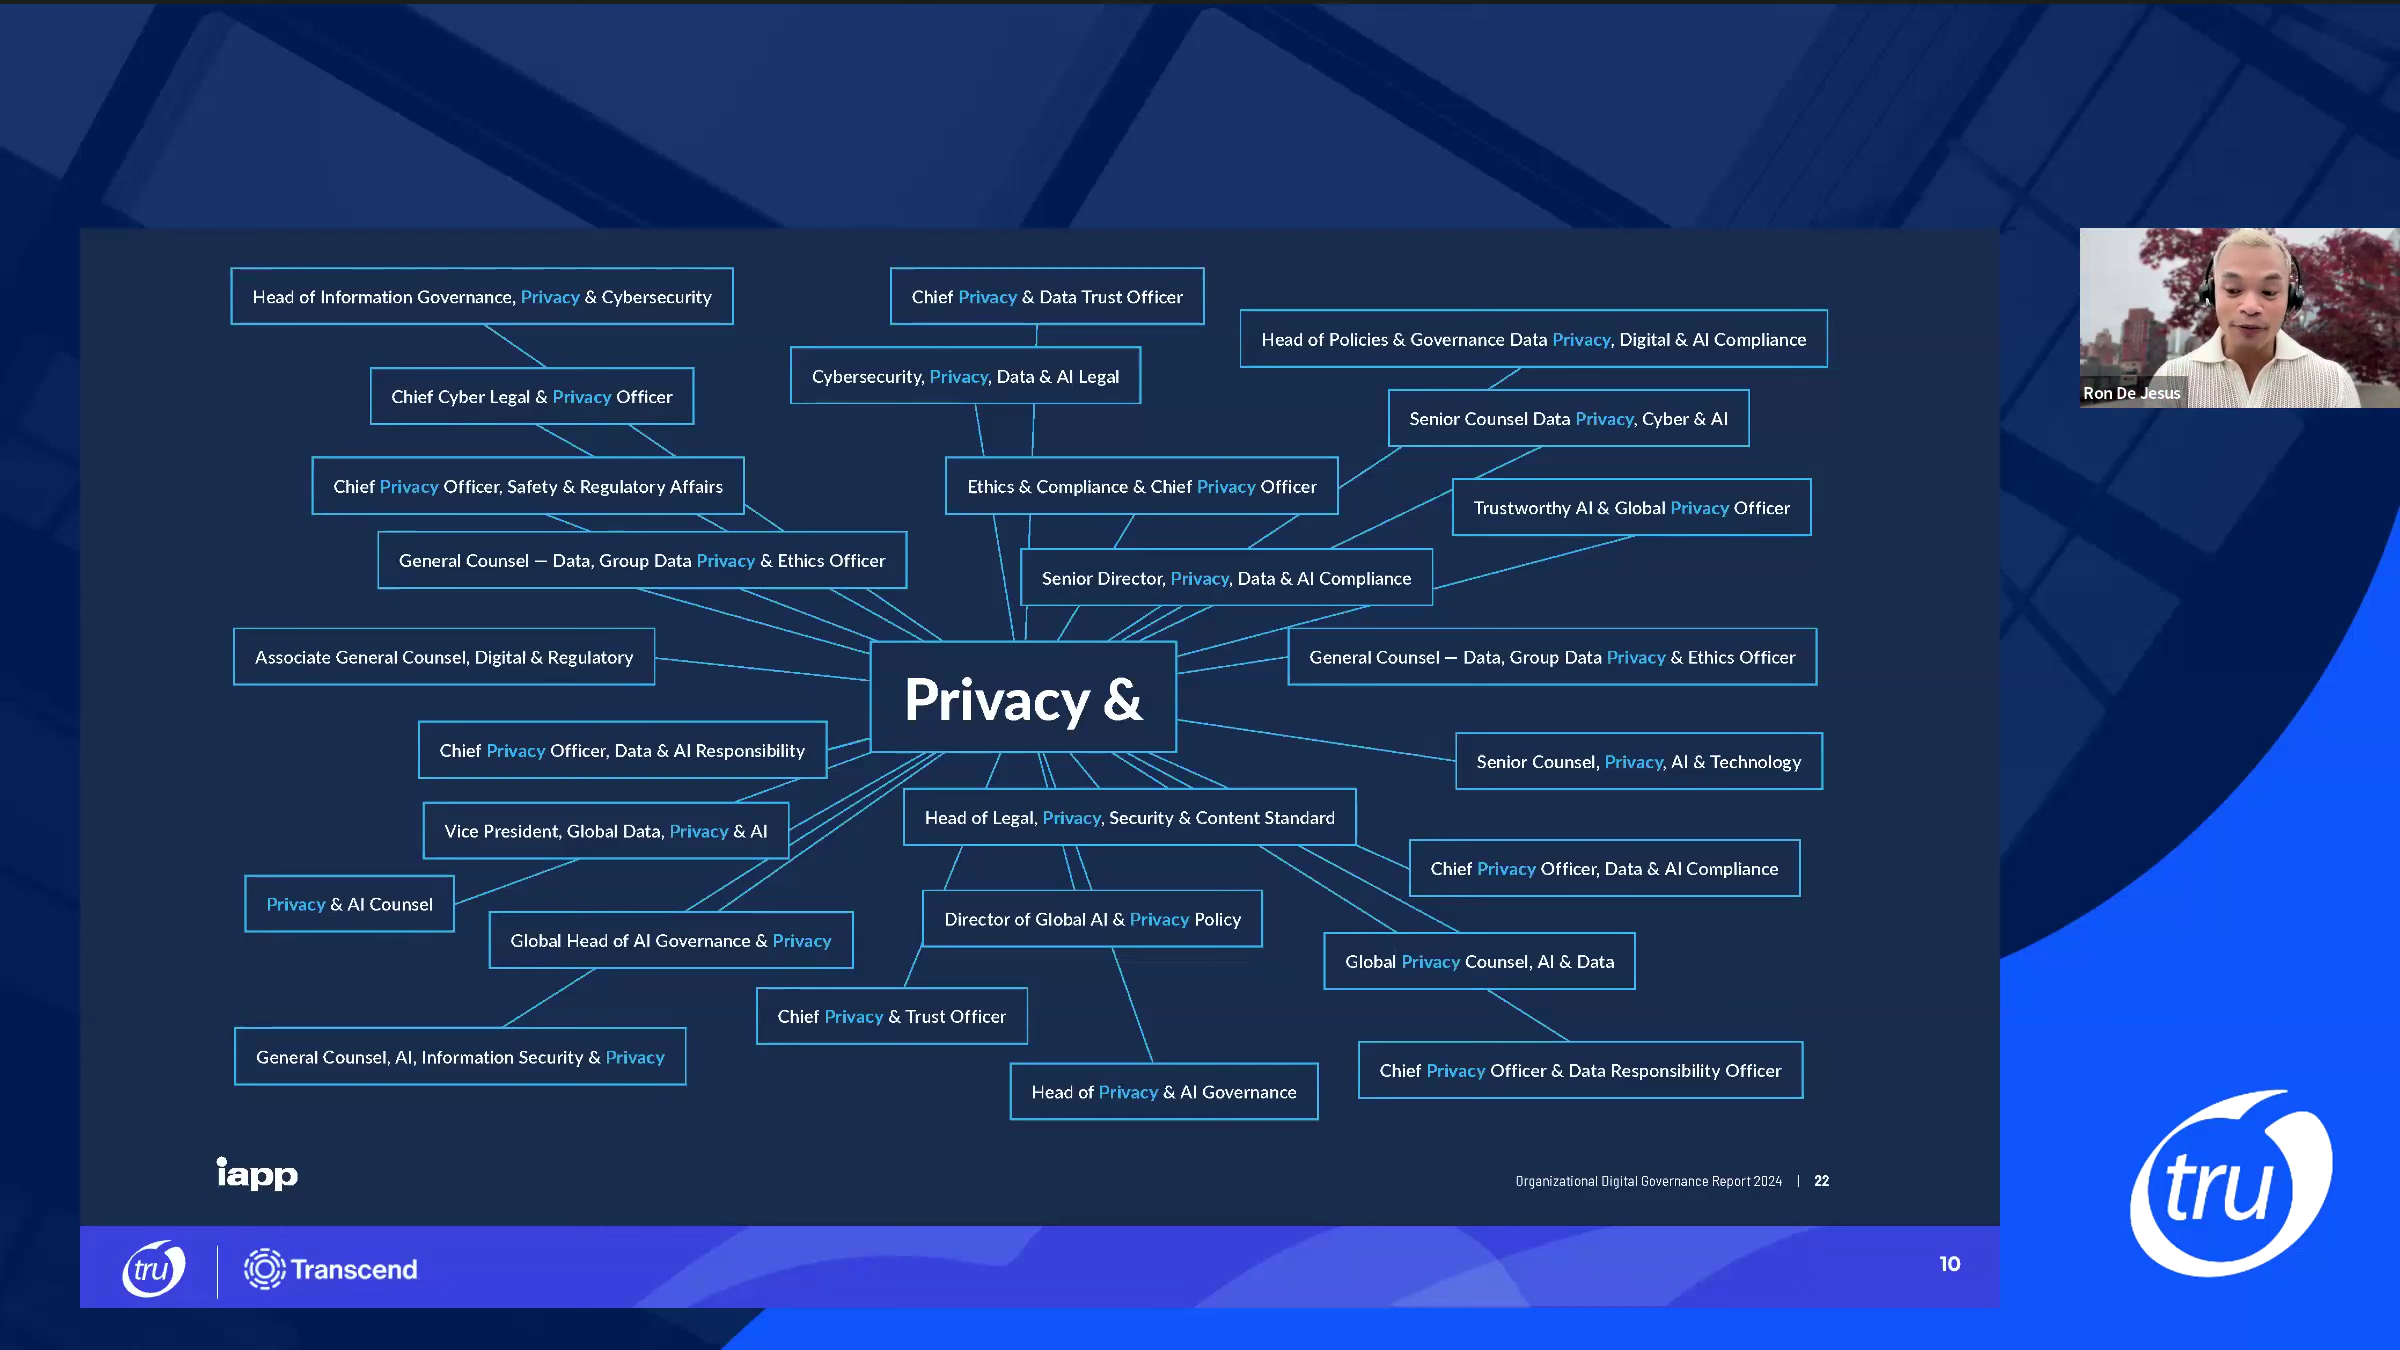 Head of Information Governance, Privacy & Cybersecurity
Chief Privacy & Data Trust Officer
Head of Policies & Governance Data Privacy, Digital & AI Compliance
Cybersecurity, Privacy, Data & AI Legal
Chief Cyber Legal & Privacy Officer
Senior Counsel Data Privacy, Cyber & AI
Ron De Jesus
Chief Privacy Officer, Safety & Regulatory Affairs
Ethics & Compliance & Chief Privacy Officer
Trustworthy AI & Global Privacy Officer
General Counsel — Data, Group Data Privacy & Ethics Officer
Senior Director, Privacy, Data & AI Compliance
Associate General Counsel, Digital & Regulatory
General Counsel — Data, Group Data Privacy & Ethics Officer
Privacy &
Chief Privacy Officer, Data & AI Responsibility
Senior Counsel, Privacy, AI & Technology
Vice President, Global Data, Privacy & AI
Head of Legal, Privacy, Security & Content Standard
Chief Privacy Officer, Data & AI Compliance
Privacy & AI Counsel
Director of Global AI & Privacy Policy
Global Head of AI Governance & Privacy
Global Privacy Counsel, AI & Data
Chief Privacy & Trust Officer
General Counsel, AI, Information Security & Privacy
Chief Privacy Officer & Data Responsibility Officer
Head of Privacy & AI Governance
iapp
Organizational Digital Governance Report 2024 | 22
tru
tru | Transcend
10